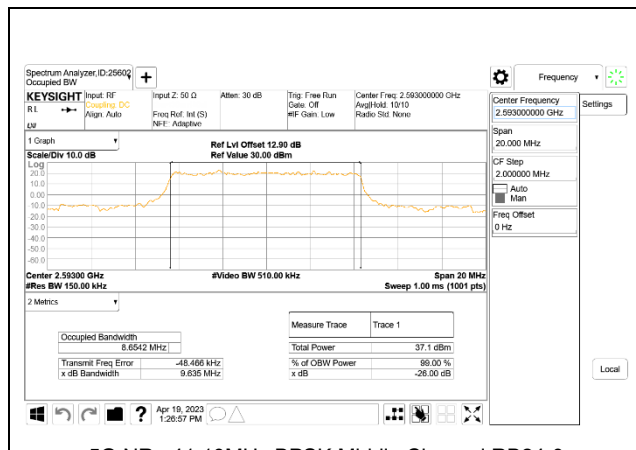 Spectrum Analyzer,ID:25602
Occupied BW
Frequency
KEYSIGHT
RL
Input: RF
Coupling: DC
Align: Auto
Input Z: 50 Ω
Freq Ref: Int (S)
NFE: Adaptive
Atten: 30 dB
Trig: Free Run
Gate: Off
#IF Gain: Low
Center Freq: 2.593000000 GHz
Avg|Hold: 10/10
Radio Std: None
Center Frequency
2.593000000 GHz
Settings
Span
20.000 MHz
CF Step
2.000000 MHz
Auto
Man
Freq Offset
0 Hz
1 Graph
Scale/Div 10.0 dB
Ref Lvl Offset 12.90 dB
Ref Value 30.00 dBm
Log
20.0
10.0
0.00
-10.0
-20.0
-30.0
-40.0
-50.0
-60.0
Center 2.59300 GHz
#Video BW 510.00 kHz
Span 20 MHz
#Res BW 150.00 kHz
Sweep 1.00 ms (1001 pts)
2 Metrics
Measure Trace
Trace 1
Occupied Bandwidth
8.6542 MHz
Total Power
37.1 dBm
Transmit Freq Error
-48.466 kHz
% of OBW Power
99.00 %
x dB Bandwidth
9.635 MHz
x dB
-26.00 dB
Local
Apr 19, 2023
1:26:57 PM